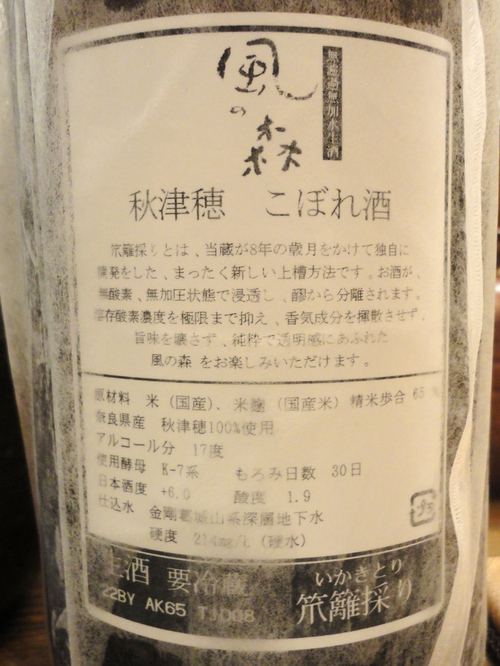 風の森
無濾過無加水生酒
秋津穂 こぼれ酒
笊籬採りとは、当蔵が8年の歳月をかけて独自に
開発をした、まったく新しい上槽方法です。お酒が、
無酸素、無加圧状態で浸透し、醪から分離されます。
溶存酸素濃度を極限まで抑え、香気成分を揮散させず、
旨味を壊さず、純粋で透明感にあふれた
風の森 をお楽しみいただけます。
原材料 米（国産）、米麹（国産米）精米歩合 65 %
奈良県産 秋津穂100%使用
アルコール分 17度
使用酵母 K-7系 もろみ日数 30日
日本酒度 +6.0 酸度 1.9
仕込水 金剛葛城山系深層地下水
硬度 214mg/L（硬水）
生酒 要冷蔵
いかきとり
22BY AK65 TJ008
笊籬採り